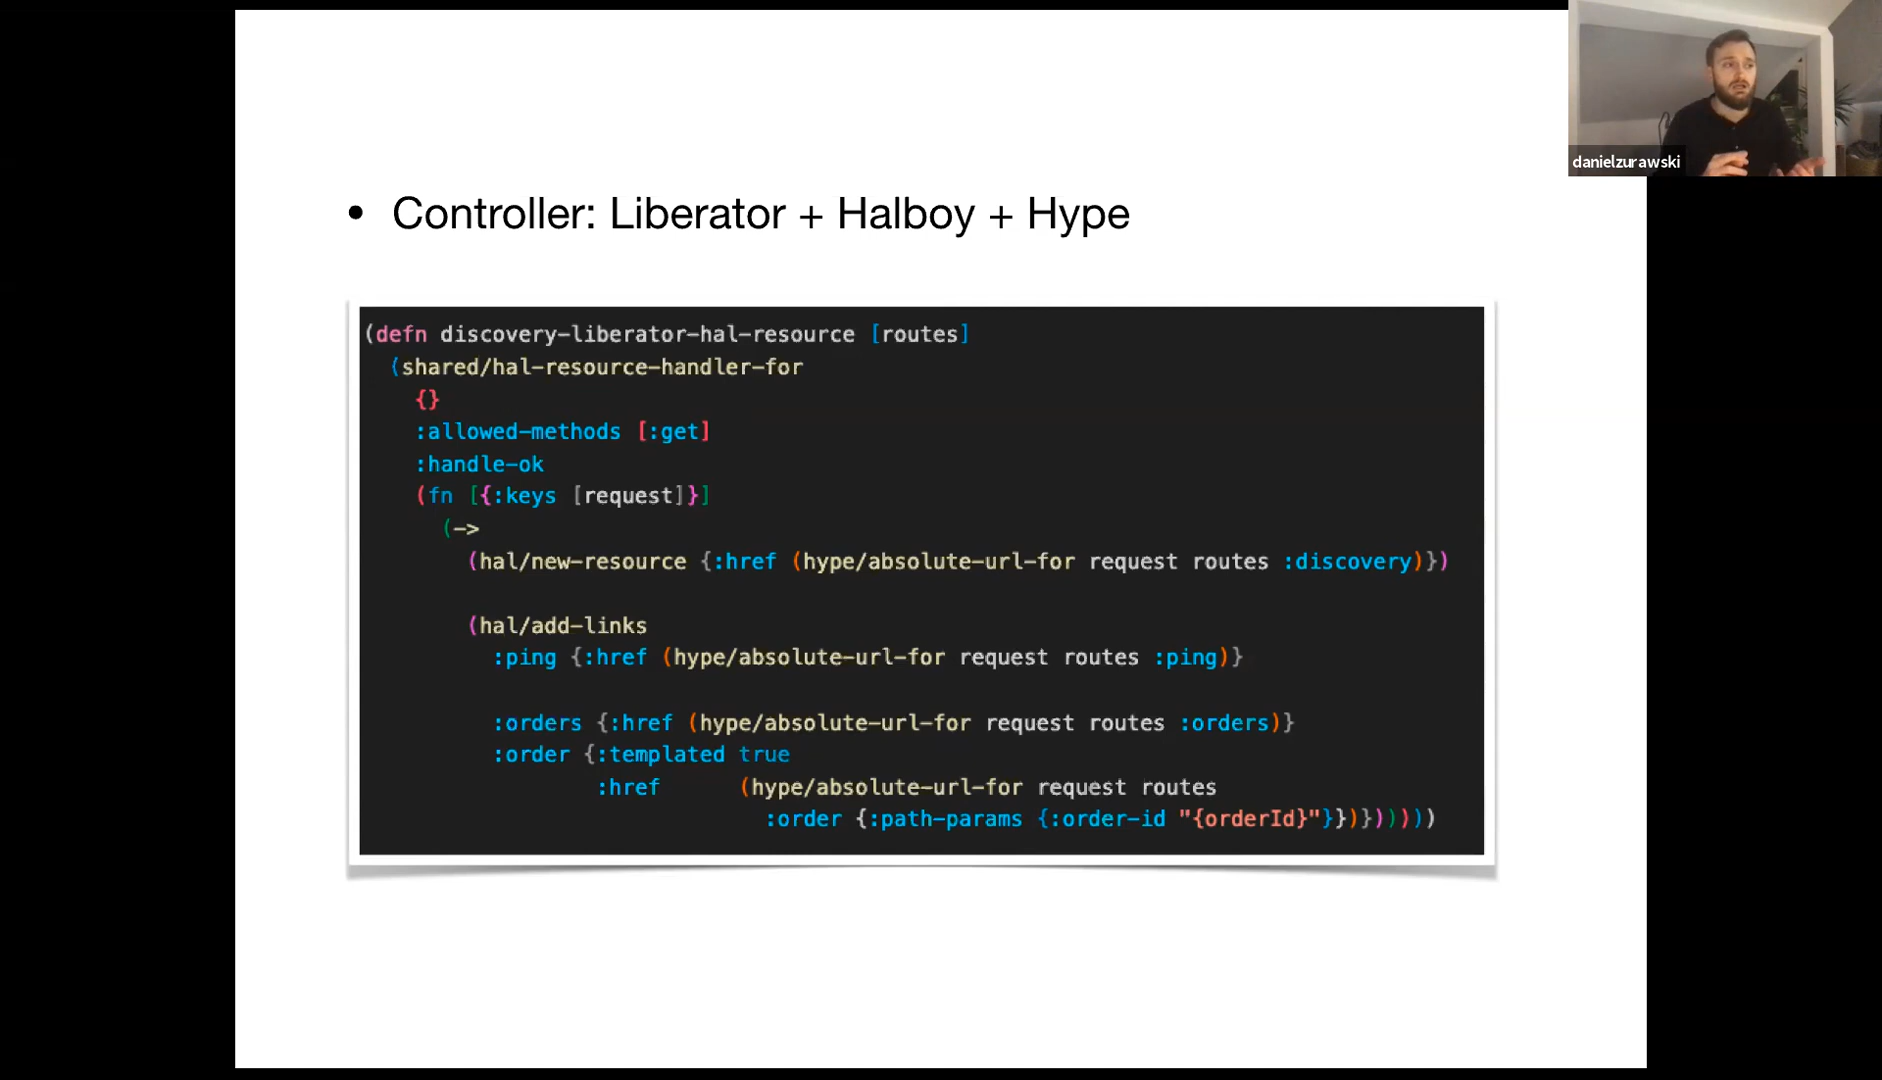 danielzurawski
• Controller: Liberator + Halboy + Hype
(defn discovery-liberator-hal-resource [routes]
(shared/hal-resource-handler-for
{}
:allowed-methods [:get]
:handle-ok
(fn [{:keys [request]}]
(->
(hal/new-resource {:href (hype/absolute-url-for request routes :discovery)})
(hal/add-links
:ping {:href (hype/absolute-url-for request routes :ping)}
:orders {:href (hype/absolute-url-for request routes :orders)}
:order {:templated true
:href (hype/absolute-url-for request routes
:order {:path-params {:order-id "{orderId}"}})})))))